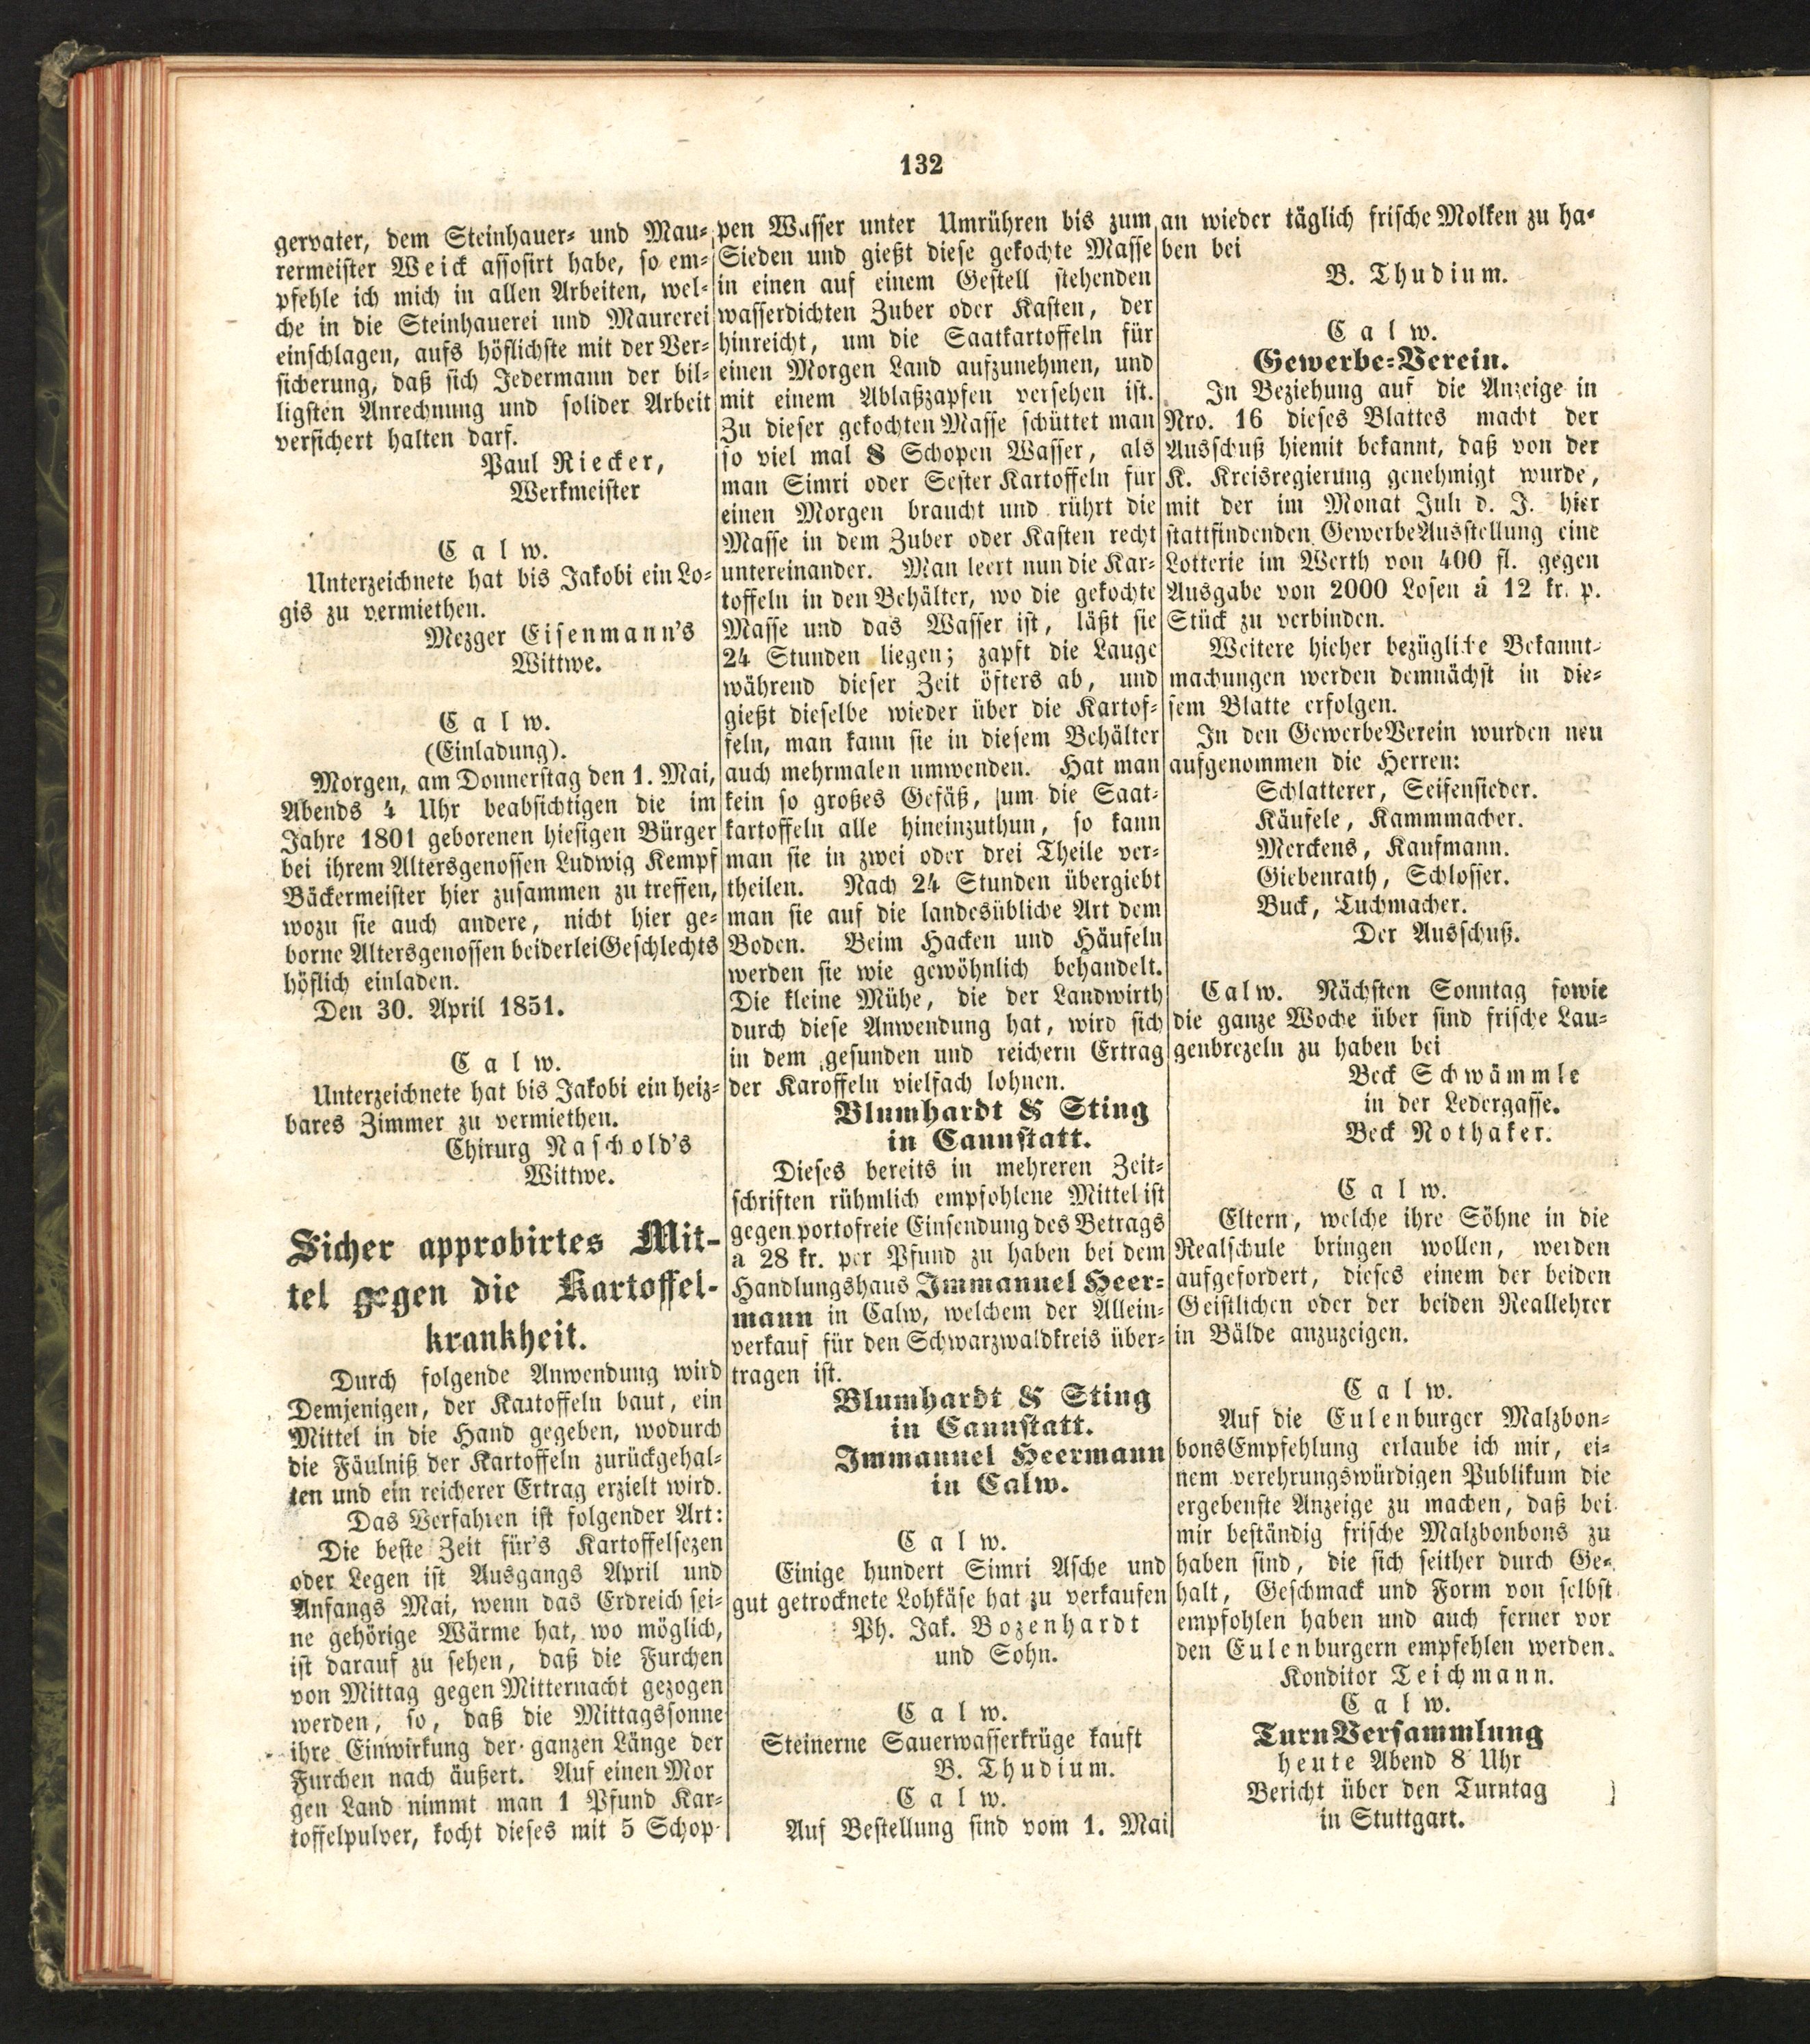 132
gervater, dem Steinhauer- und Mau-
rermeister Weick assosirt habe, so em-
pfehle ich mich in allen Arbeiten, wel-
che in die Steinhauerei und Maurerei
einschlagen, aufs höflichste mit der Ver-
sicherung, daß sich Jedermann der bil-
ligsten Anrechnung und solider Arbeit
versichert halten darf.
Paul Riecker,
Werkmeister
Calw.
Unterzeichnete hat bis Jakobi ein Lo-
gis zu vermiethen.
Mezger Eisenmann's
Wittwe.
Calw.
(Einladung).
Morgen, am Donnerstag den 1. Mai,
Abends 4 Uhr beabsichtigen die im
Jahre 1801 geborenen hiesigen Bürger
bei ihrem Altersgenossen Ludwig Kempf
Bäckermeister hier zusammen zu treffen,
wozu sie auch andere, nicht hier ge-
borne Altersgenossen beiderlei Geschlechts
höflich einladen.
Den 30. April 1851.
Calw.
Unterzeichnete hat bis Jakobi ein heiz-
bares Zimmer zu vermiethen.
Chirurg Naschold's
Wittwe.
Sicher approbirtes Mit-
tel gegen die Kartoffel-
krankheit.
Durch folgende Anwendung wird
Demjenigen, der Kartoffeln baut, ein
Mittel in die Hand gegeben, wodurch
die Fäulniß der Kartoffeln zurückgehal-
ten und ein reicherer Ertrag erzielt wird.
Das Verfahren ist folgender Art:
Die beste Zeit für's Kartoffelsezen
oder Legen ist Ausgangs April und
Anfangs Mai, wenn das Erdreich sei-
ne gehörige Wärme hat, wo möglich,
ist darauf zu sehen, daß die Furchen
von Mittag gegen Mitternacht gezogen
werden, so, daß die Mittagssonne
ihre Einwirkung der ganzen Länge der
Furchen nach äußert. Auf einen Mor
gen Land nimmt man 1 Pfund Kar-
toffelpulver, kocht dieses mit 5 Schop-
pen Wasser unter Umrühren bis zum
Sieden und gießt diese gekochte Masse
in einen auf einem Gestell stehenden
wasserdichten Zuber oder Kasten, der
hinreicht, um die Saatkartoffeln für
einen Morgen Land aufzunehmen, und
mit einem Ablaßzapfen versehen ist.
Zu dieser gekochten Masse schüttet man
so viel mal 8 Schopen Wasser, als
man Simri oder Sester Kartoffeln für
einen Morgen braucht und rührt die
Masse in dem Zuber oder Kasten recht
untereinander. Man leert nun die Kar-
toffeln in den Behälter, wo die gekochte
Masse und das Wasser ist, läßt sie
24 Stunden liegen; zapft die Lauge
während dieser Zeit öfters ab, und
gießt dieselbe wieder über die Kartof-
feln, man kann sie in diesem Behälter
auch mehrmalen umwenden. Hat man
kein so großes Gefäß, um die Saat-
kartoffeln alle hineinzuthun, so kann
man sie in zwei oder drei Theile ver-
theilen. Nach 24 Stunden übergiebt
man sie auf die landesübliche Art dem
Boden. Beim Hacken und Häufeln
werden sie wie gewöhnlich behandelt.
Die kleine Mühe, die der Landwirth
durch diese Anwendung hat, wird sich
in dem gesunden und reichern Ertrag
der Karoffeln vielfach lohnen.
Blumhardt & Sting
in Cannstatt.
Dieses bereits in mehreren Zeit-
schriften rühmlich empfohlene Mittel ist
gegen portofreie Einsendung des Betrags
a 28 kr. per Pfund zu haben bei dem
Handlungshaus Immanuel Heer-
mann in Calw, welchem der Allein-
verkauf für den Schwarzwaldkreis über-
tragen ist.
Blumhardt & Sting
in Cannstatt.
Immanuel Heermann
in Calw.
Calw.
Einige hundert Simri Asche und
gut getrocknete Lohkäse hat zu verkaufen
Ph. Jak. Bozenhardt
und Sohn.
Calw.
Steinerne Sauerwasserkrüge kauft
B. Thudium.
Calw.
Auf Bestellung sind vom 1. Mai
an wieder täglich frische Molken zu ha-
ben bei
B. Thudium.
Calw.
Gewerbe-Verein.
In Beziehung auf die Anzeige in
Nro. 16 dieses Blattes macht der
Ausschuß hiemit bekannt, daß von der
K. Kreisregierung genehmigt wurde,
mit der im Monat Juli d. J. hier
stattfindenden GewerbeAusstellung eine
Lotterie im Werth von 400 fl. gegen
Ausgabe von 2000 Losen á 12 kr. p.
Stück zu verbinden.
Weitere hieher bezügliche Bekannt-
machungen werden demnächst in die-
sem Blatte erfolgen.
In den GewerbeVerein wurden neu
aufgenommen die Herren:
Schlatterer, Seifensieder.
Käufele, Kammmacher.
Merckens, Kaufmann.
Giebenrath, Schlosser.
Buck, Tuchmacher.
Der Ausschuß.
Calw. Nächsten Sonntag sowie
die ganze Woche über sind frische Lau-
genbrezeln zu haben bei
Beck Schwämmle
in der Ledergasse.
Beck Nothaker.
Calw.
Eltern, welche ihre Söhne in die
Realschule bringen wollen, werden
aufgefordert, dieses einem der beiden
Geistlichen oder der beiden Reallehrer
in Bälde anzuzeigen.
Calw.
Auf die Eulenburger Malzbon-
bonsEmpfehlung erlaube ich mir, ei-
nem verehrungswürdigen Publikum die
ergebenste Anzeige zu machen, daß bei
mir beständig frische Malzbonbons zu
haben sind, die sich seither durch Ge-
halt, Geschmack und Form von selbst
empfohlen haben und auch ferner vor
den Eulenburgern empfehlen werden.
Konditor Teichmann.
Calw.
TurnVersammlung
heute Abend 8 Uhr
Bericht über den Turntag
in Stuttgart.